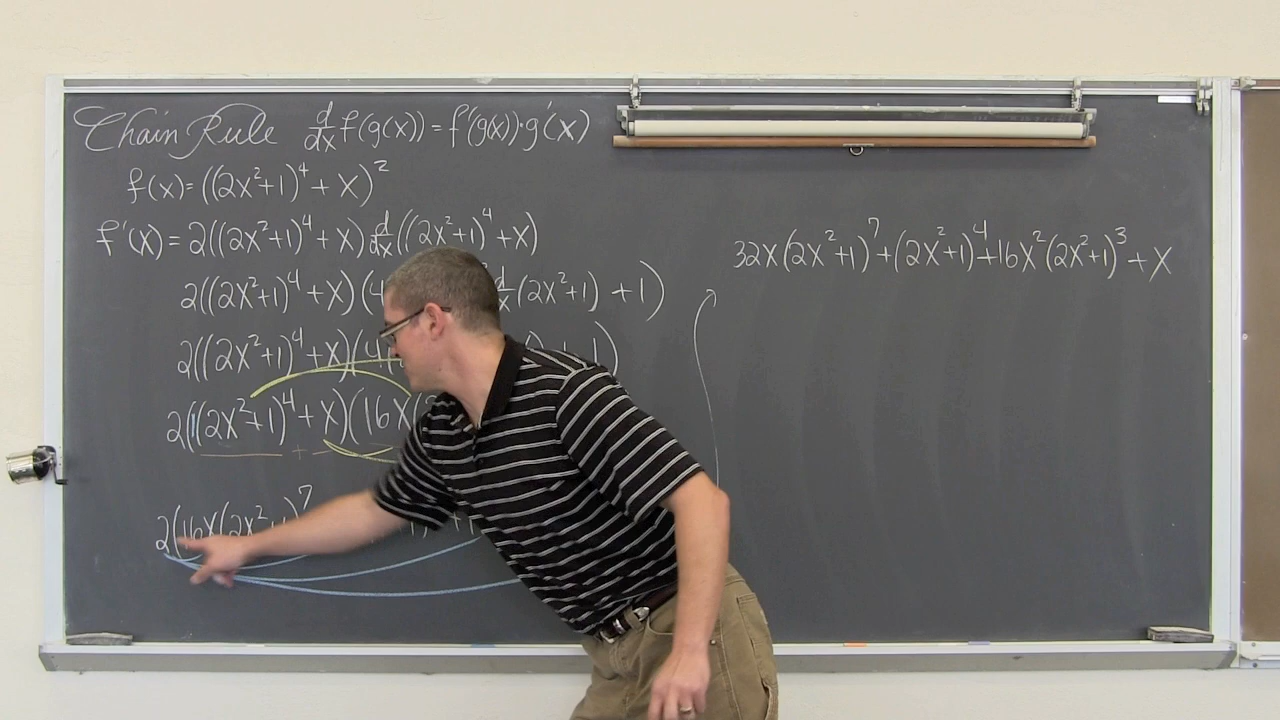 Chain Rule d/dx f(g(x)) = f'(g(x))·g'(x)
f(x) = ((2x²+1)⁴ + x)²
f'(x) = 2((2x²+1)⁴ + x) d/dx((2x²+1)⁴ + x)
2((2x²+1)⁴ + x)(4 d/dx(2x²+1) + 1)
2((2x²+1)⁴ + x)(4 + 1)
2((2x²+1)⁴ + x)(16x(
2(16x(2x²+1)⁷
32x(2x²+1)⁷ + (2x²+1)⁴ + 16x²(2x²+1)³ + x